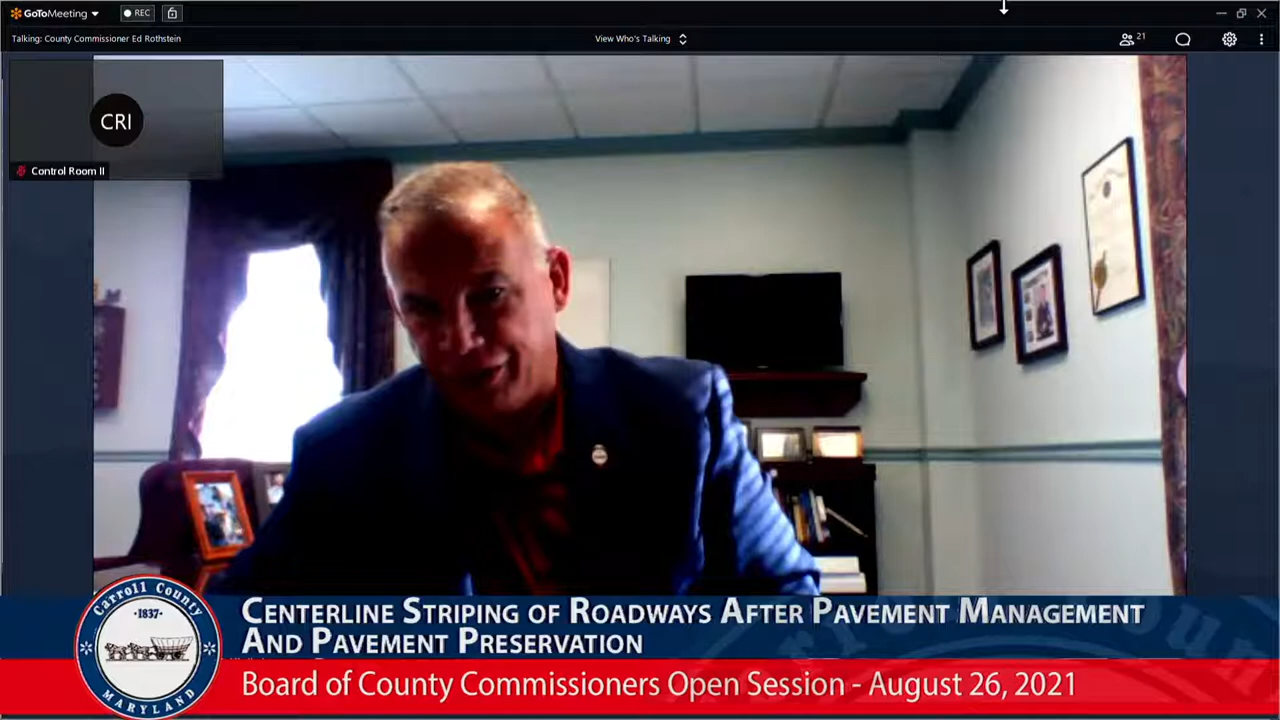 GoToMeeting
REC
Talking: County Commissioner Ed Rothstein
View Who's Talking
21
CRI
Control Room II
Carroll County
1837
Maryland
Centerline Striping of Roadways After Pavement Management
And Pavement Preservation
Board of County Commissioners Open Session - August 26, 2021